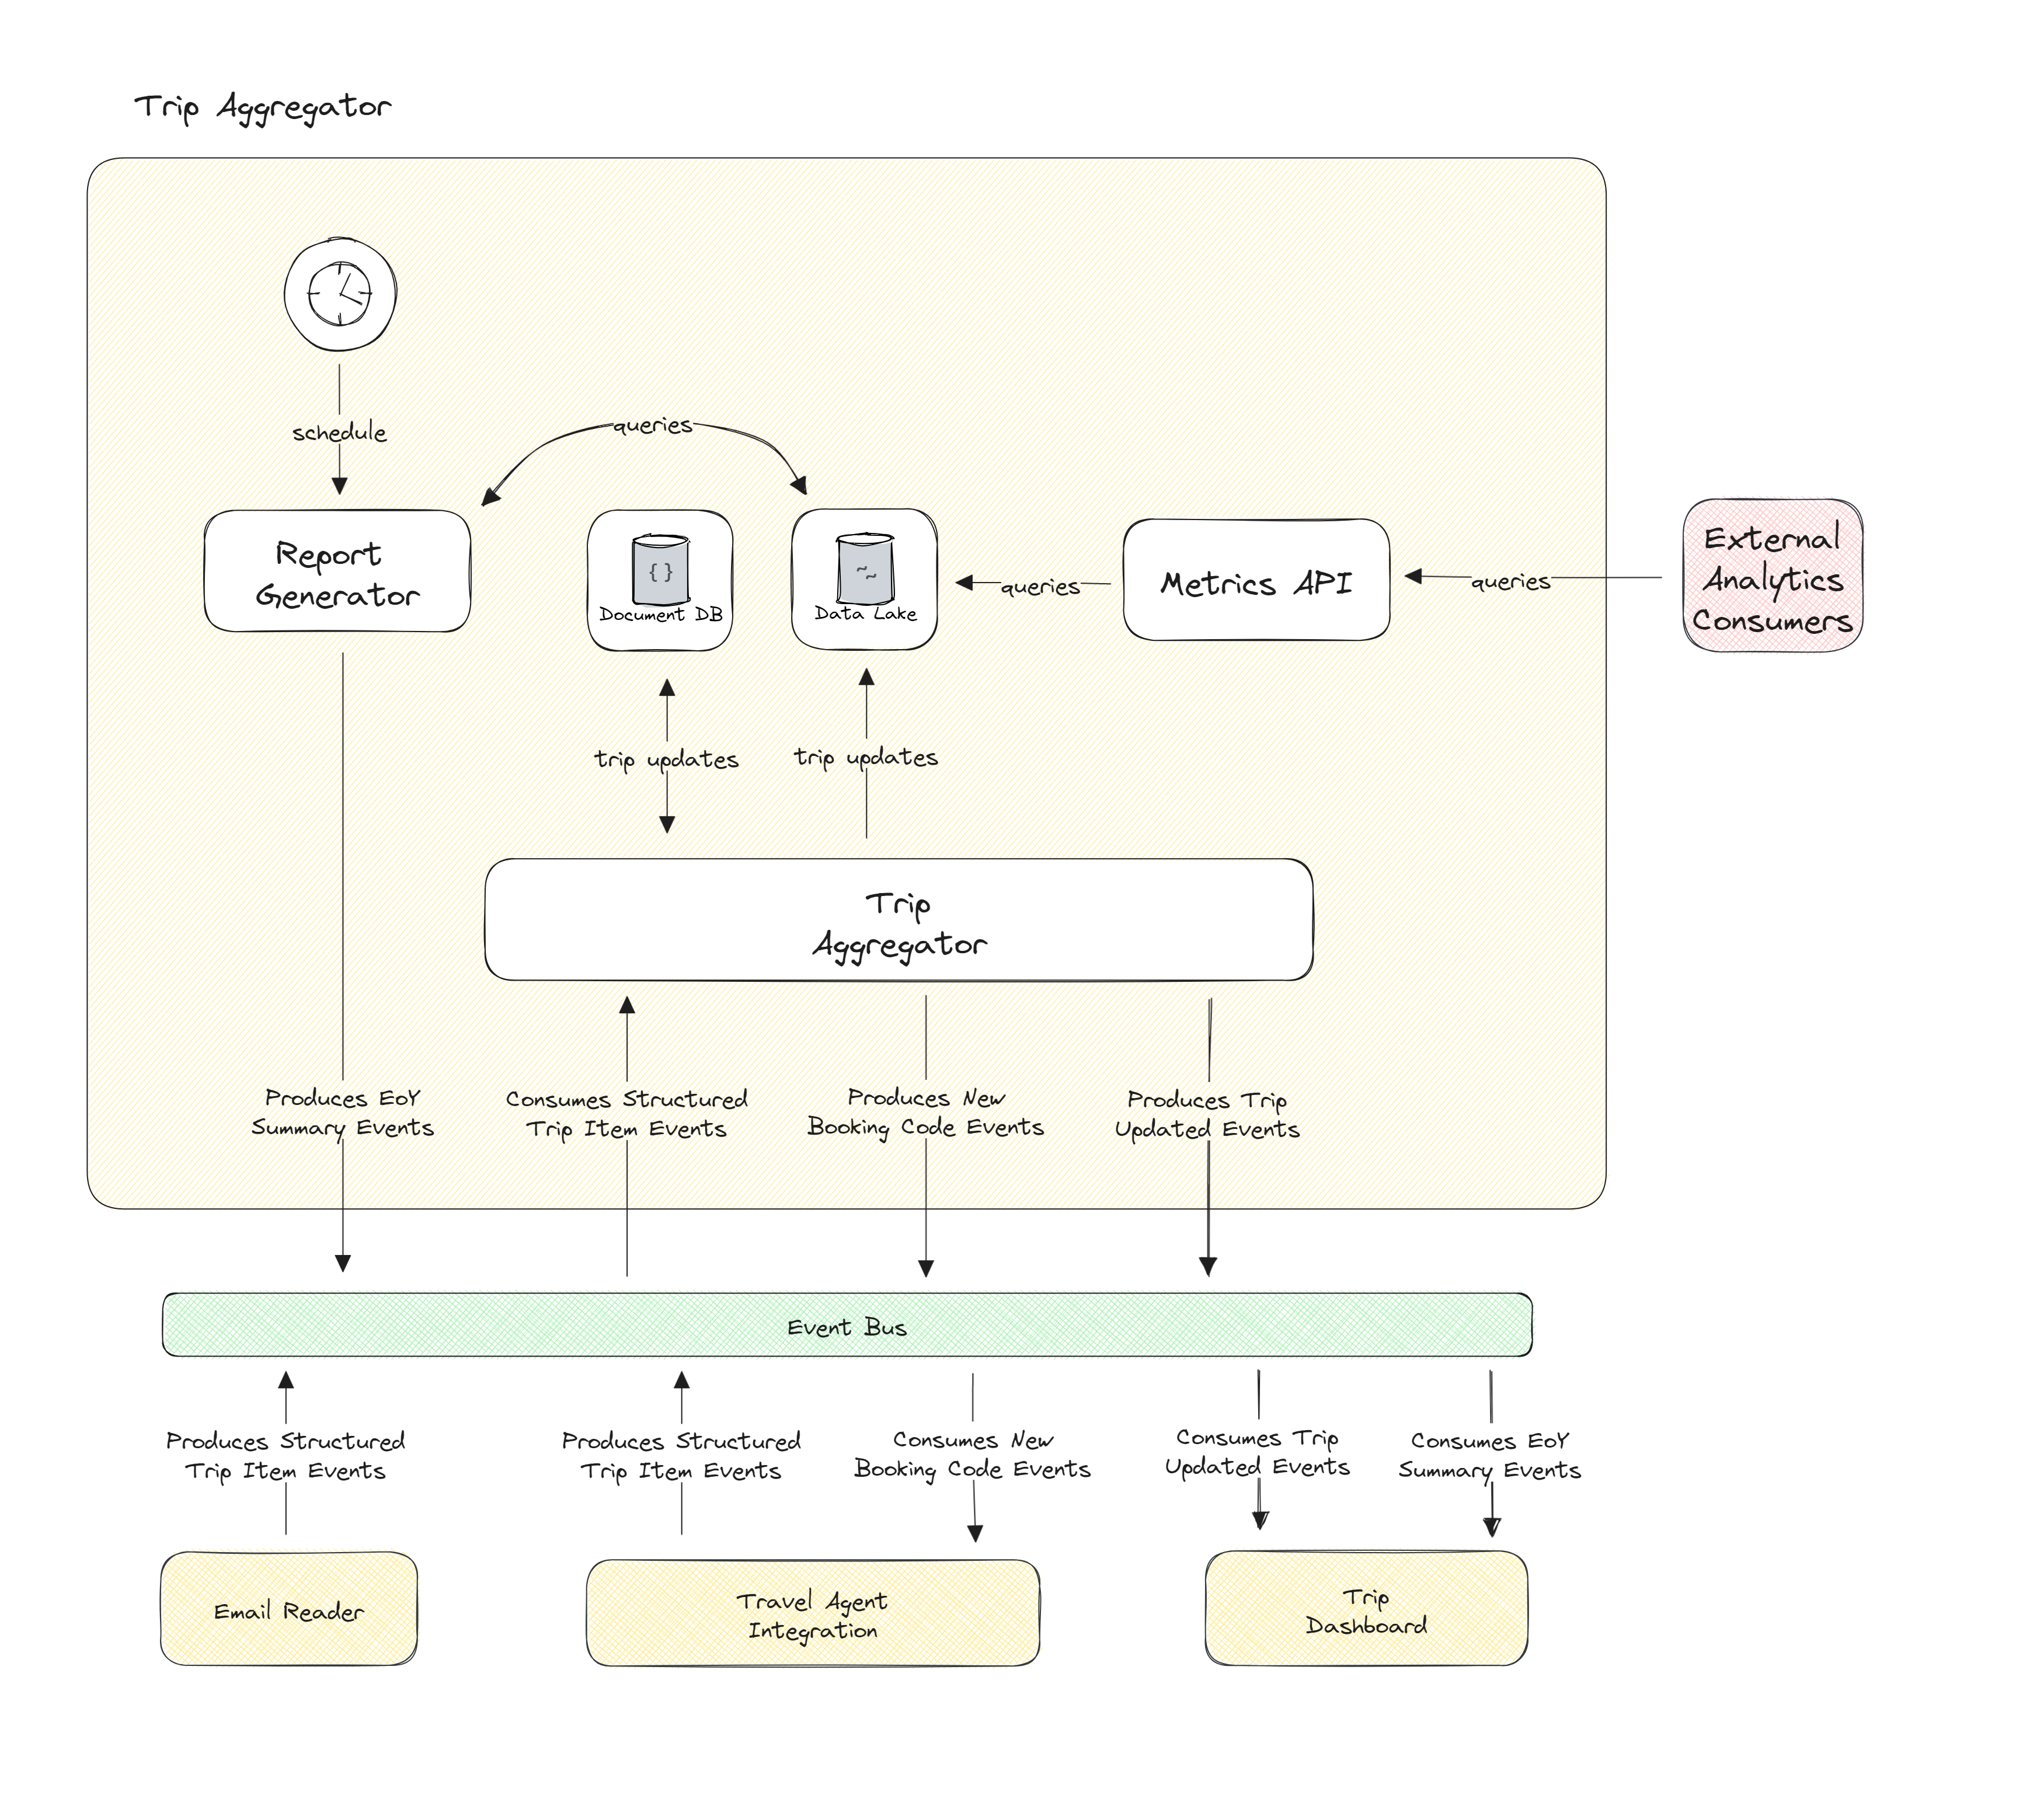 Trip Aggregator
schedule
queries
Report
Generator
{}
Document DB
~
~
Data Lake
queries
Metrics API
queries
External
Analytics
Consumers
trip updates
trip updates
Trip
Aggregator
Produces EoY
Summary Events
Consumes Structured
Trip Item Events
Produces New
Booking Code Events
Produces Trip
Updated Events
Event Bus
Produces Structured
Trip Item Events
Produces Structured
Trip Item Events
Consumes New
Booking Code Events
Consumes Trip
Updated Events
Consumes EoY
Summary Events
Email Reader
Travel Agent
Integration
Trip
Dashboard